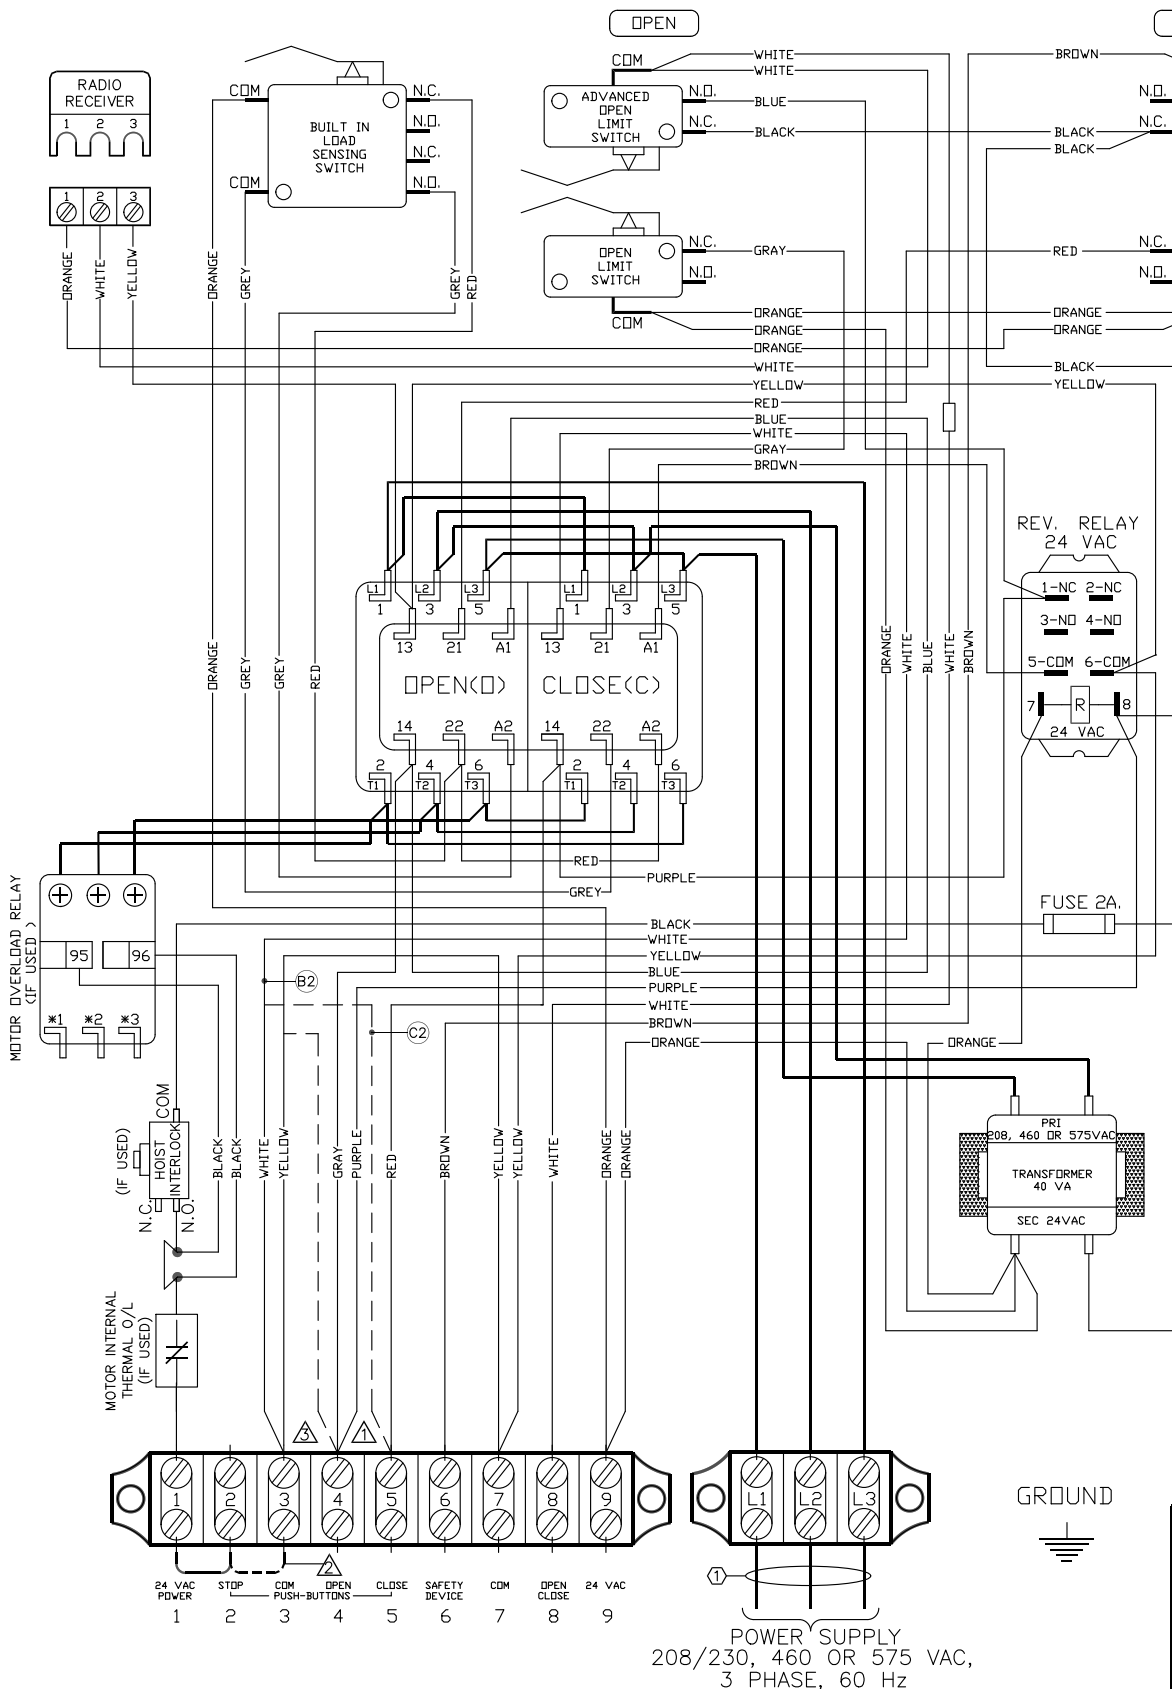 OPEN
RADIO
RECEIVER
1 2 3
1 2 3
ORANGE
WHITE
YELLOW
COM
COM
BUILT IN
LOAD
SENSING
SWITCH
N.C.
N.O.
N.C.
N.O.
ORANGE
GREY
GREY
RED
COM
ADVANCED
OPEN
LIMIT
SWITCH
N.O.
N.C.
OPEN
LIMIT
SWITCH
N.C.
N.O.
COM
WHITE
WHITE
BLUE
BLACK
GRAY
ORANGE
ORANGE
ORANGE
WHITE
YELLOW
RED
BLUE
WHITE
GRAY
BROWN
BROWN
N.O.
BLACK
N.C.
BLACK
RED
N.C.
N.O.
ORANGE
ORANGE
BLACK
YELLOW
REV. RELAY
24 VAC
1-NC 2-NC
3-NO 4-NO
5-COM 6-COM
7 R 8
24 VAC
L1 L2 L3 L1 L2 L3
1 3 5 1 3 5
13 21 A1 13 21 A1
OPEN(O) CLOSE(C)
14 22 A2 14 22 A2
2 4 6 2 4 6
T1 T2 T3 T1 T2 T3
ORANGE
GREY
GREY
RED
ORANGE
WHITE
BLUE
WHITE
BROWN
RED
PURPLE
GREY
FUSE 2A.
BLACK
WHITE
YELLOW
BLUE
PURPLE
WHITE
BROWN
ORANGE
ORANGE
MOTOR OVERLOAD RELAY
(IF USED )
95 96
*1 *2 *3
B2
C2
COM
HOIST
INTERLOCK
(IF USED)
N.C.
N.O.
BLACK
BLACK
WHITE
YELLOW
GRAY
PURPLE
RED
BROWN
YELLOW
YELLOW
WHITE
ORANGE
ORANGE
PRI
208, 460 OR 575VAC
TRANSFORMER
40 VA
SEC 24VAC
MOTOR INTERNAL
THERMAL O/L
(IF USED)
3
1
1 2 3 4 5 6 7 8 9
L1 L2 L3
GROUND
2
1
24 VAC
POWER
STOP
COM
OPEN
PUSH-BUTTONS
CLOSE
SAFETY
DEVICE
COM
OPEN
CLOSE
24 VAC
1 2 3 4 5 6 7 8 9
POWER SUPPLY
208/230, 460 OR 575 VAC,
3 PHASE, 60 Hz